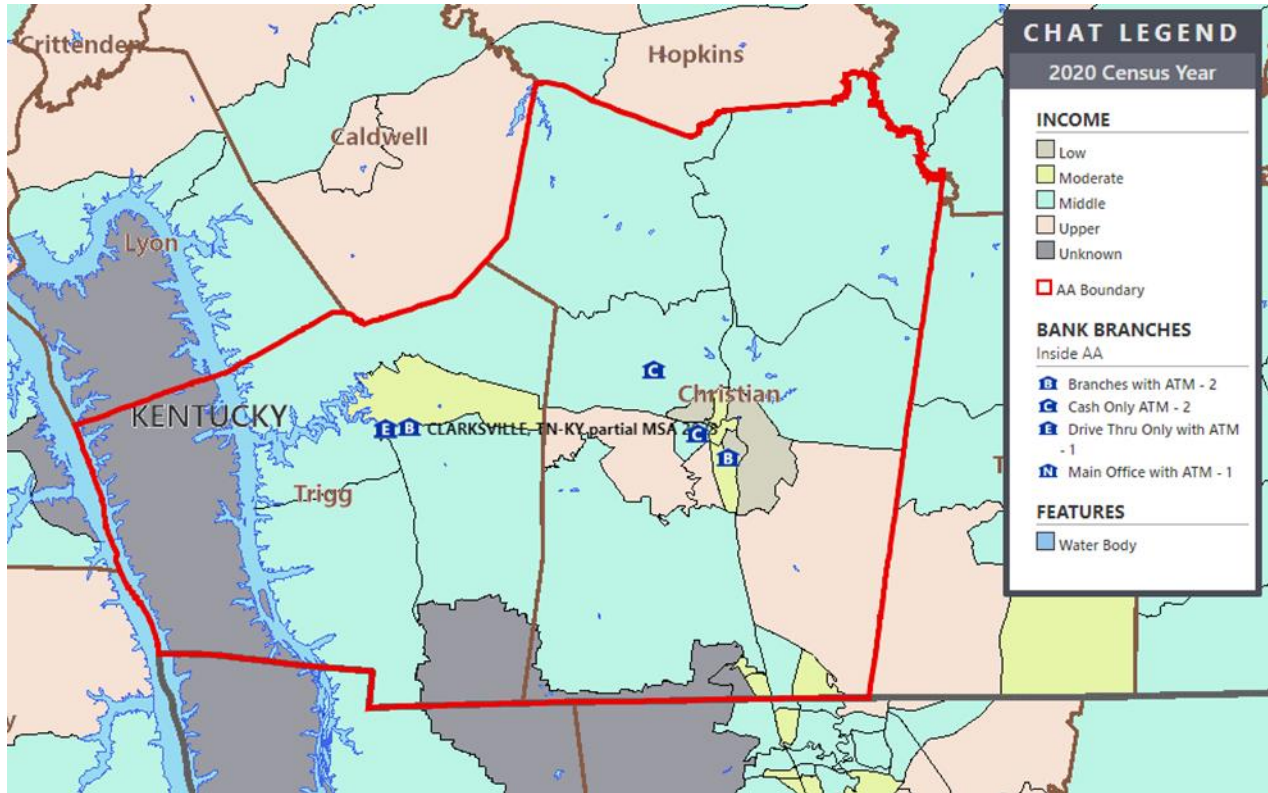 Crittenden
Hopkins
Caldwell
Lyon
KENTUCKY
Christian
CLARKSVILLE, TN-KY partial MSA
Trigg
T
y
CHAT LEGEND
2020 Census Year
INCOME
Low
Moderate
Middle
Upper
Unknown
AA Boundary
BANK BRANCHES
Inside AA
B Branches with ATM - 2
C Cash Only ATM - 2
E Drive Thru Only with ATM
- 1
N Main Office with ATM - 1
FEATURES
Water Body
C
E
B
C
B